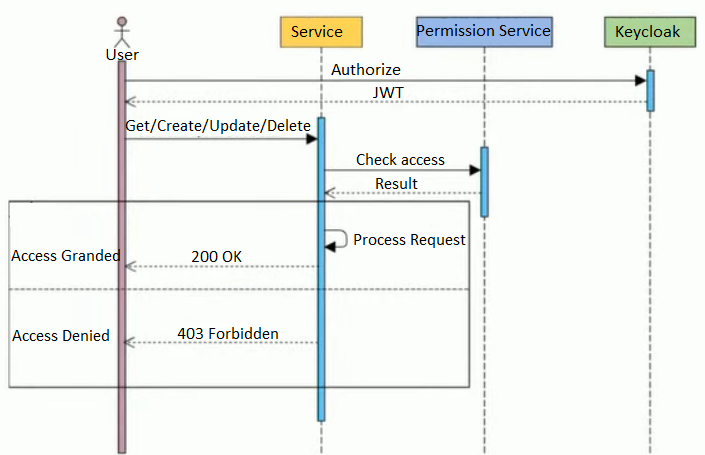 Service
Permission Service
Keycloak
User
Authorize
JWT
Get/Create/Update/Delete
Check access
Result
Process Request
Access Granded
200 OK
Access Denied
403 Forbidden